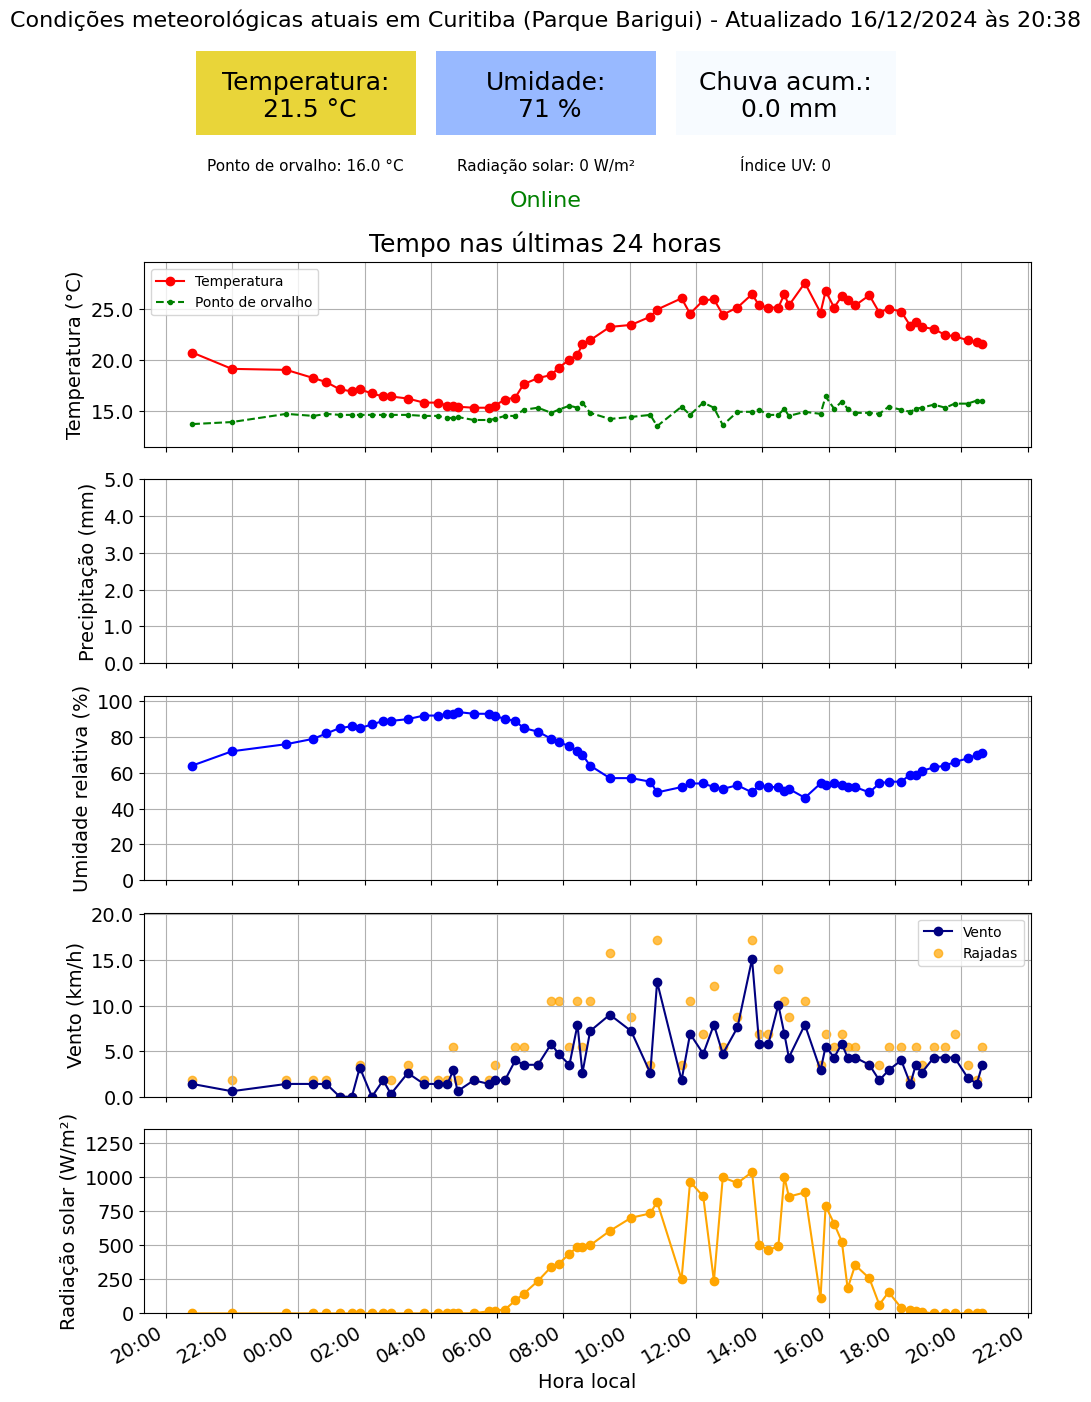 Condições meteorológicas atuais em Curitiba (Parque Barigui) - Atualizado 16/12/2024 às 20:38
Temperatura:
21.5 °C
Umidade:
71 %
Chuva acum.:
0.0 mm
Ponto de orvalho: 16.0 °C
Radiação solar: 0 W/m²
Índice UV: 0
Online
Tempo nas últimas 24 horas
Temperatura (°C)
25.0
20.0
15.0
Temperatura
Ponto de orvalho
Precipitação (mm)
5.0
4.0
3.0
2.0
1.0
0.0
Umidade relativa (%)
100
80
60
40
20
0
Vento (km/h)
20.0
15.0
10.0
5.0
0.0
Vento
Rajadas
Radiação solar (W/m²)
1250
1000
750
500
250
0
20:00
22:00
00:00
02:00
04:00
06:00
08:00
10:00
12:00
14:00
16:00
18:00
20:00
22:00
Hora local